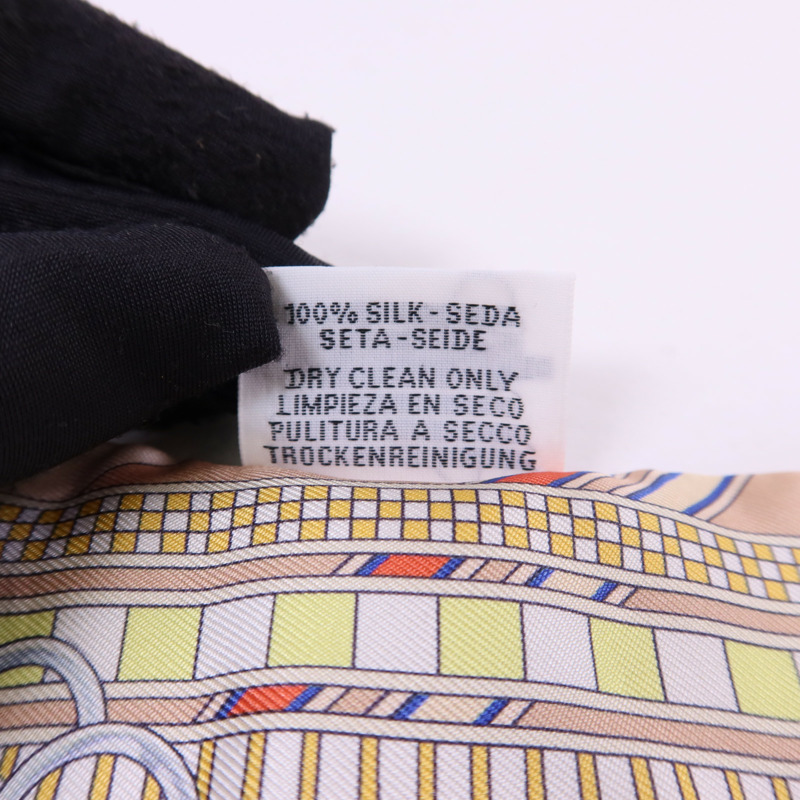 100% SILK - SEDA
SETA - SEIDE
DRY CLEAN ONLY
LIMPIEZA EN SECO
PULITURA A SECCO
TROCKENREINIGUNG